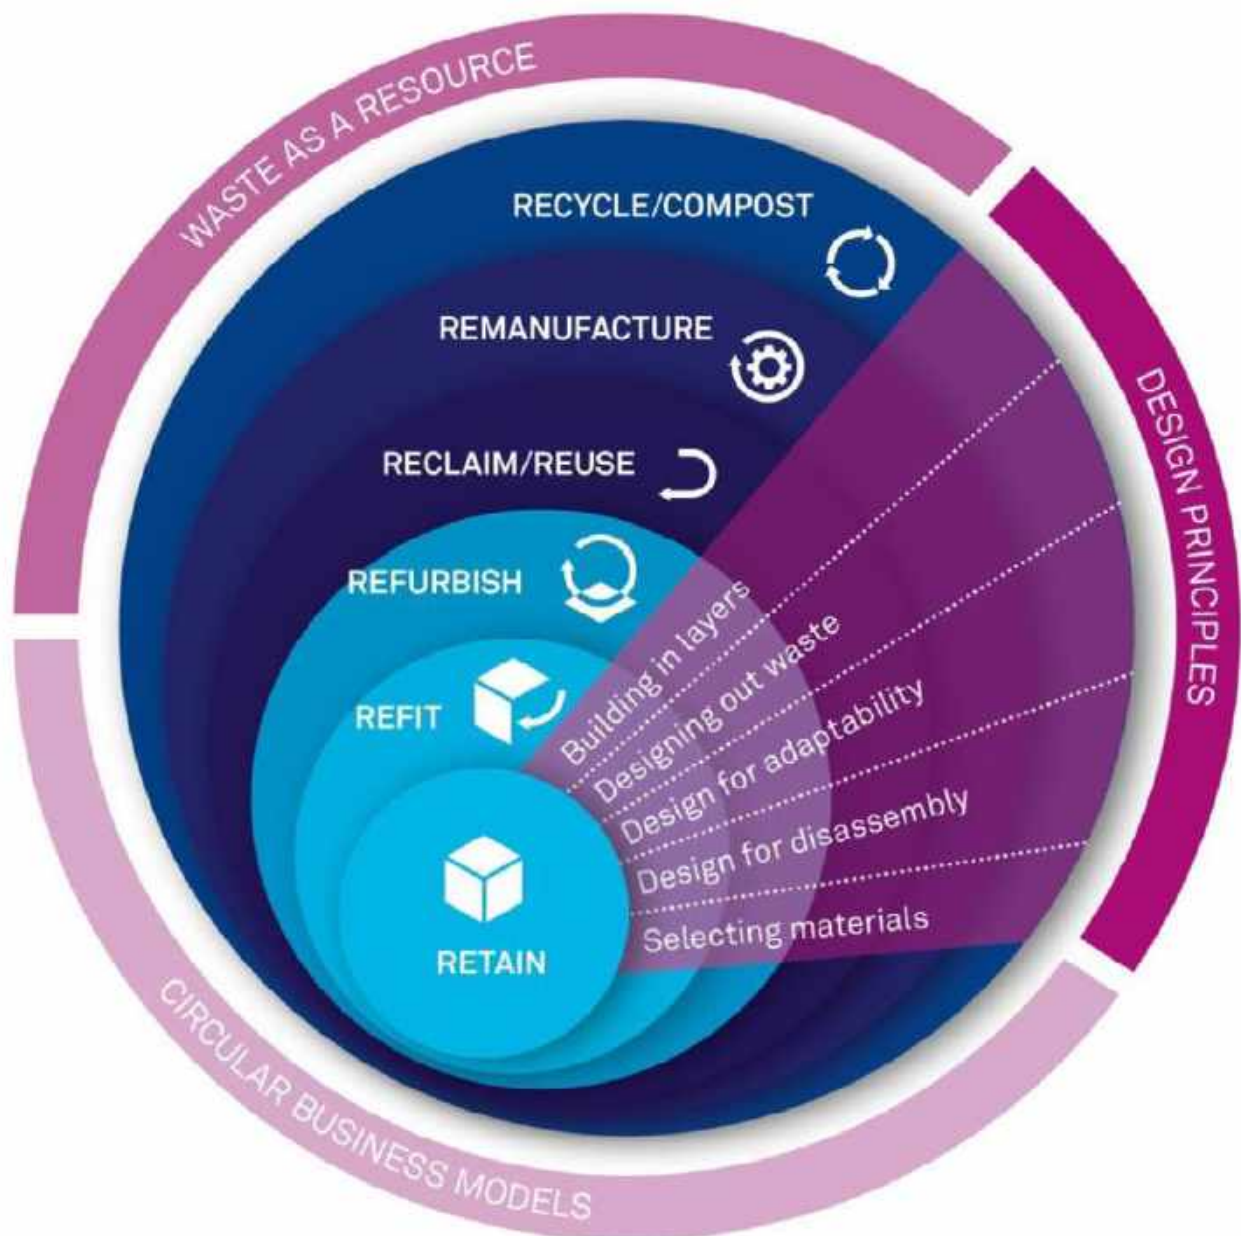 WASTE AS A RESOURCE
RECYCLE/COMPOST
REMANUFACTURE
RECLAIM/REUSE
REFURBISH
REFIT
RETAIN
Building in layers
Designing out waste
Design for adaptability
Design for disassembly
Selecting materials
DESIGN PRINCIPLES
CIRCULAR BUSINESS MODELS